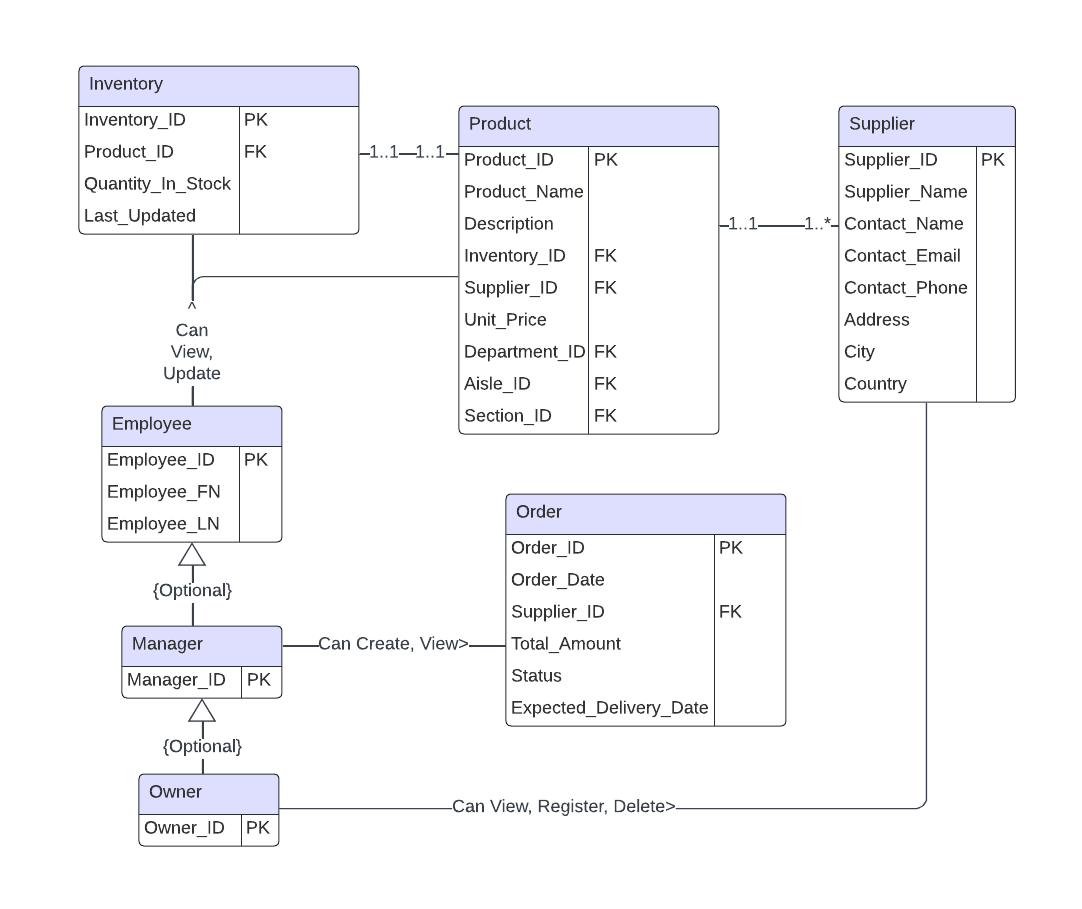 Inventory
Inventory_ID PK
Product_ID FK
Quantity_In_Stock
Last_Updated
1..1 1..1
Product
Product_ID PK
Product_Name
Description
Inventory_ID FK
Supplier_ID FK
Unit_Price
Department_ID FK
Aisle_ID FK
Section_ID FK
1..1 1..*
Supplier
Supplier_ID PK
Supplier_Name
Contact_Name
Contact_Email
Contact_Phone
Address
City
Country
^
Can
View,
Update
Employee
Employee_ID PK
Employee_FN
Employee_LN
{Optional}
Manager
Manager_ID PK
Can Create, View>
Order
Order_ID PK
Order_Date
Supplier_ID FK
Total_Amount
Status
Expected_Delivery_Date
{Optional}
Owner
Owner_ID PK
Can View, Register, Delete>